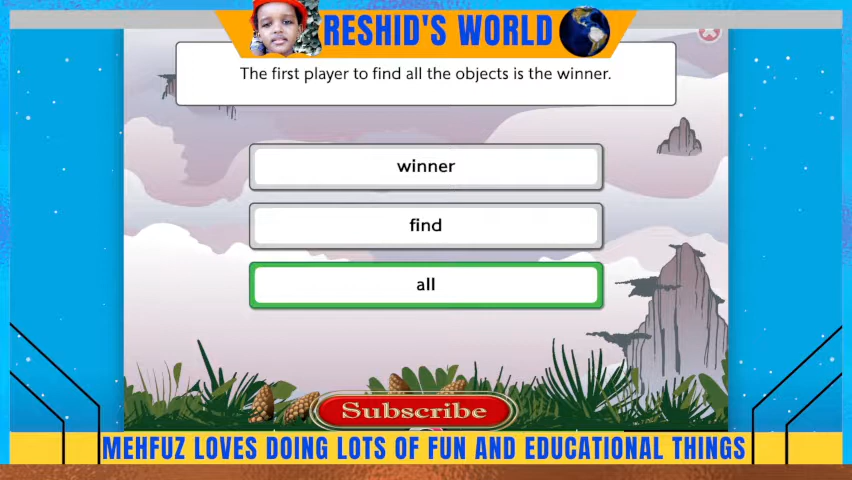 RESHID'S WORLD
The first player to find all the objects is the winner.
winner
find
all
Subscribe
MEHFUZ LOVES DOING LOTS OF FUN AND EDUCATIONAL THINGS